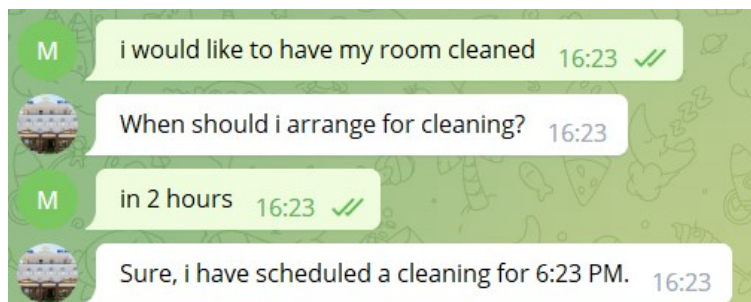 M
i would like to have my room cleaned 16:23
When should i arrange for cleaning? 16:23
M
in 2 hours 16:23
Sure, i have scheduled a cleaning for 6:23 PM. 16:23